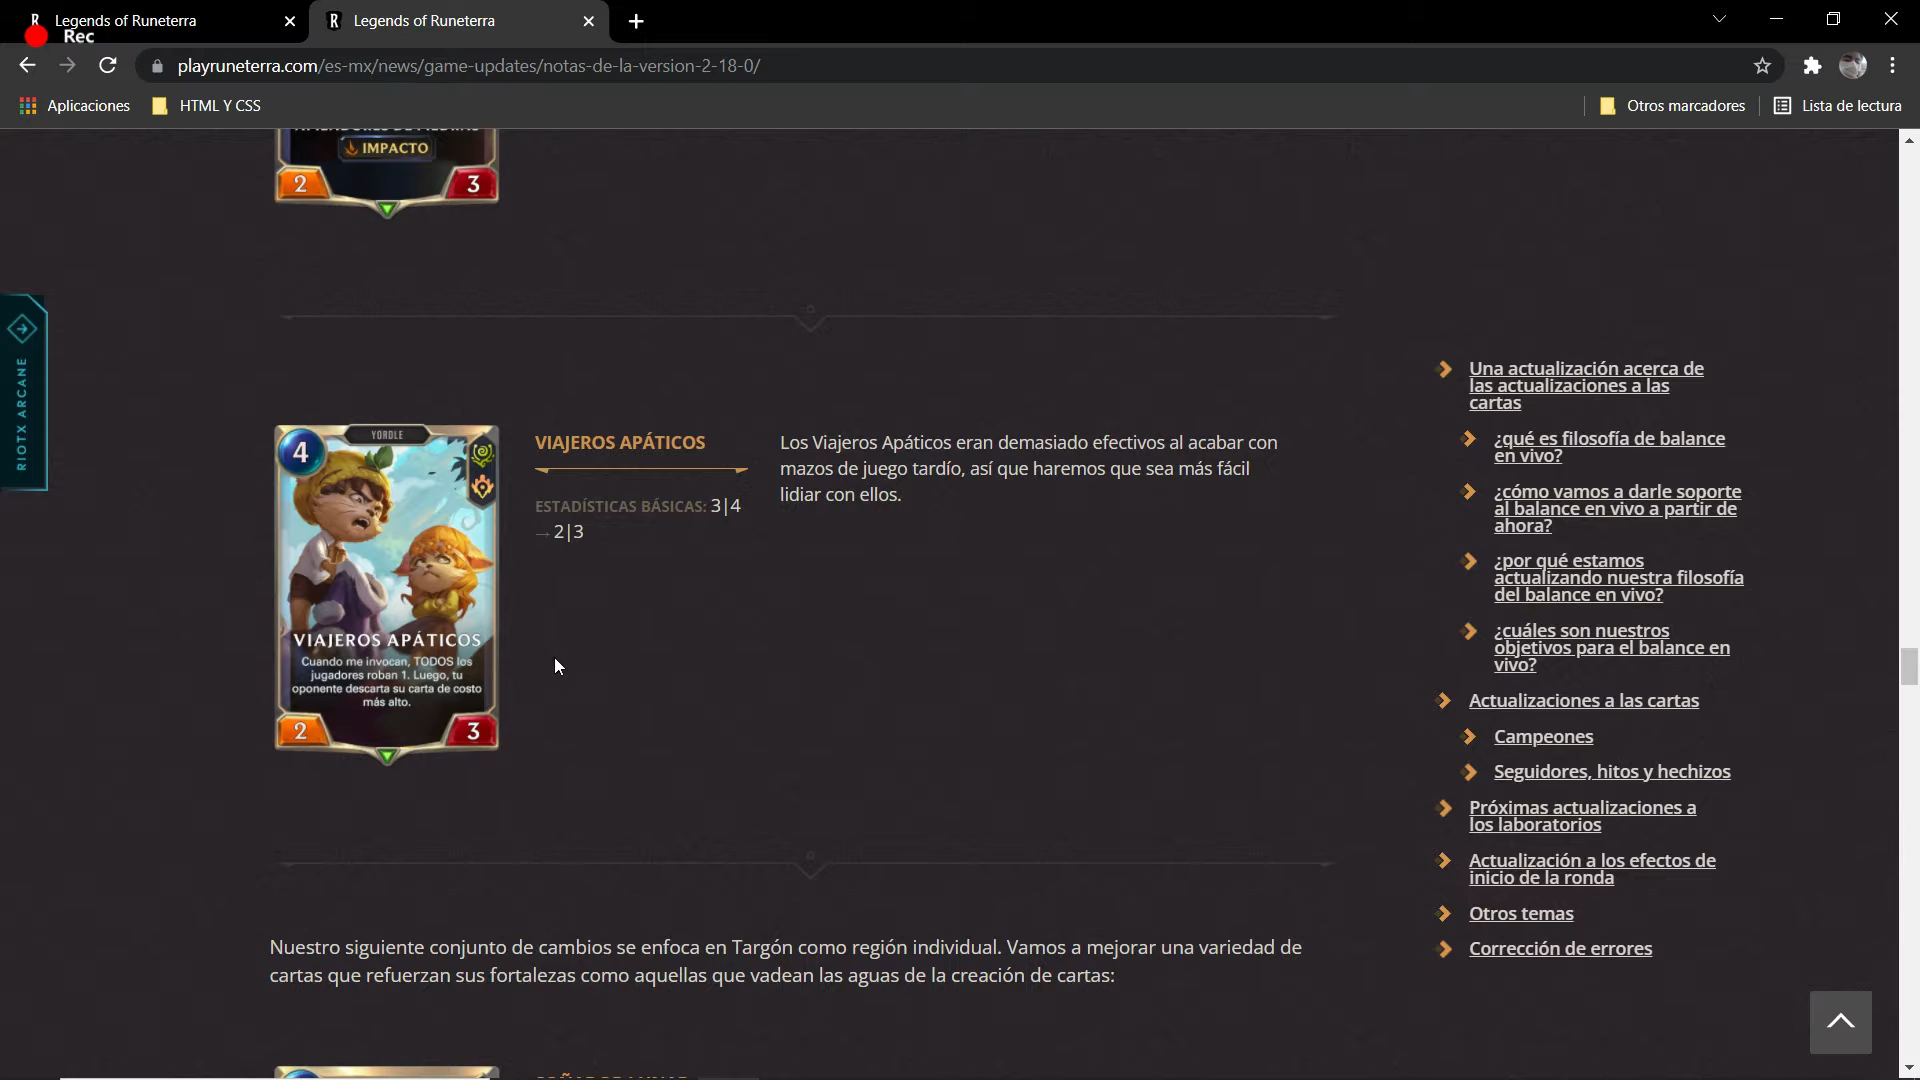 Legends of Runeterra
Legends of Runeterra
Rec
playruneterra.com/es-mx/news/game-updates/notas-de-la-version-2-18-0/
Aplicaciones
HTML Y CSS
Otros marcadores
Lista de lectura
IMPACTO
2
3
RIOTX ARCANE
4
YORDLE
VIAJEROS APÁTICOS
Cuando me invocan, TODOS los
jugadores roban 1. Luego, tu
oponente descarta su carta de costo
más alto.
2
3
VIAJEROS APÁTICOS
ESTADÍSTICAS BÁSICAS: 3|4
→2|3
Los Viajeros Apáticos eran demasiado efectivos al acabar con
mazos de juego tardío, así que haremos que sea más fácil
lidiar con ellos.
Nuestro siguiente conjunto de cambios se enfoca en Targón como región individual. Vamos a mejorar una variedad de
cartas que refuerzan sus fortalezas como aquellas que vadean las aguas de la creación de cartas:
Una actualización acerca de
las actualizaciones a las
cartas
¿qué es filosofía de balance
en vivo?
¿cómo vamos a darle soporte
al balance en vivo a partir de
ahora?
¿por qué estamos
actualizando nuestra filosofía
del balance en vivo?
¿cuáles son nuestros
objetivos para el balance en
vivo?
Actualizaciones a las cartas
Campeones
Seguidores, hitos y hechizos
Próximas actualizaciones a
los laboratorios
Actualización a los efectos de
inicio de la ronda
Otros temas
Corrección de errores